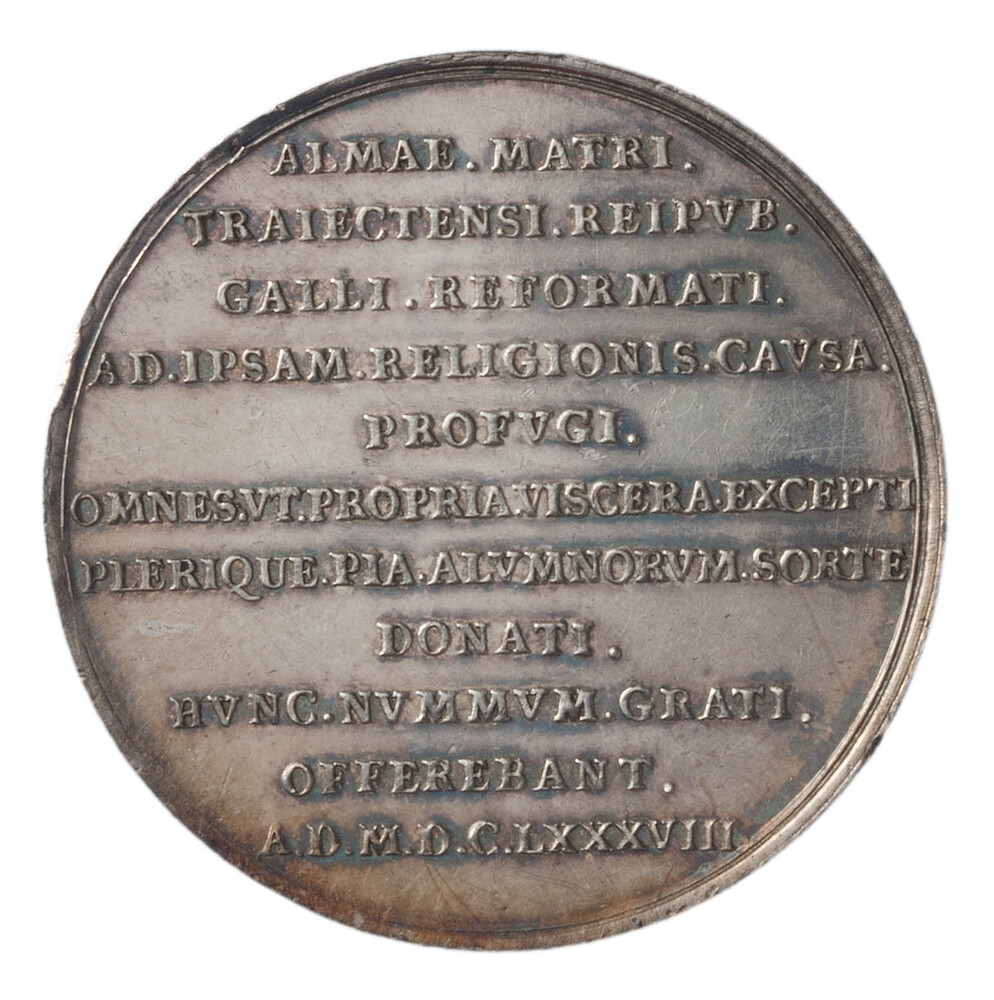 ALMAE. MATRI.
TRAIECTENSI. REIPVB.
GALLI. REFORMATI.
AD. IPSAM. RELIGIONIS. CAVSA.
PROFVGI.
OMNES. VT. PROPRIA. VISCERA. EXCEPTI
PLERIQUE. PIA. ALVMNORVM. SORTE
DONATI.
HVNC. NVMMVM. GRATI.
OFFEREBANT.
A. D. M. D. C. LXXXVIII.